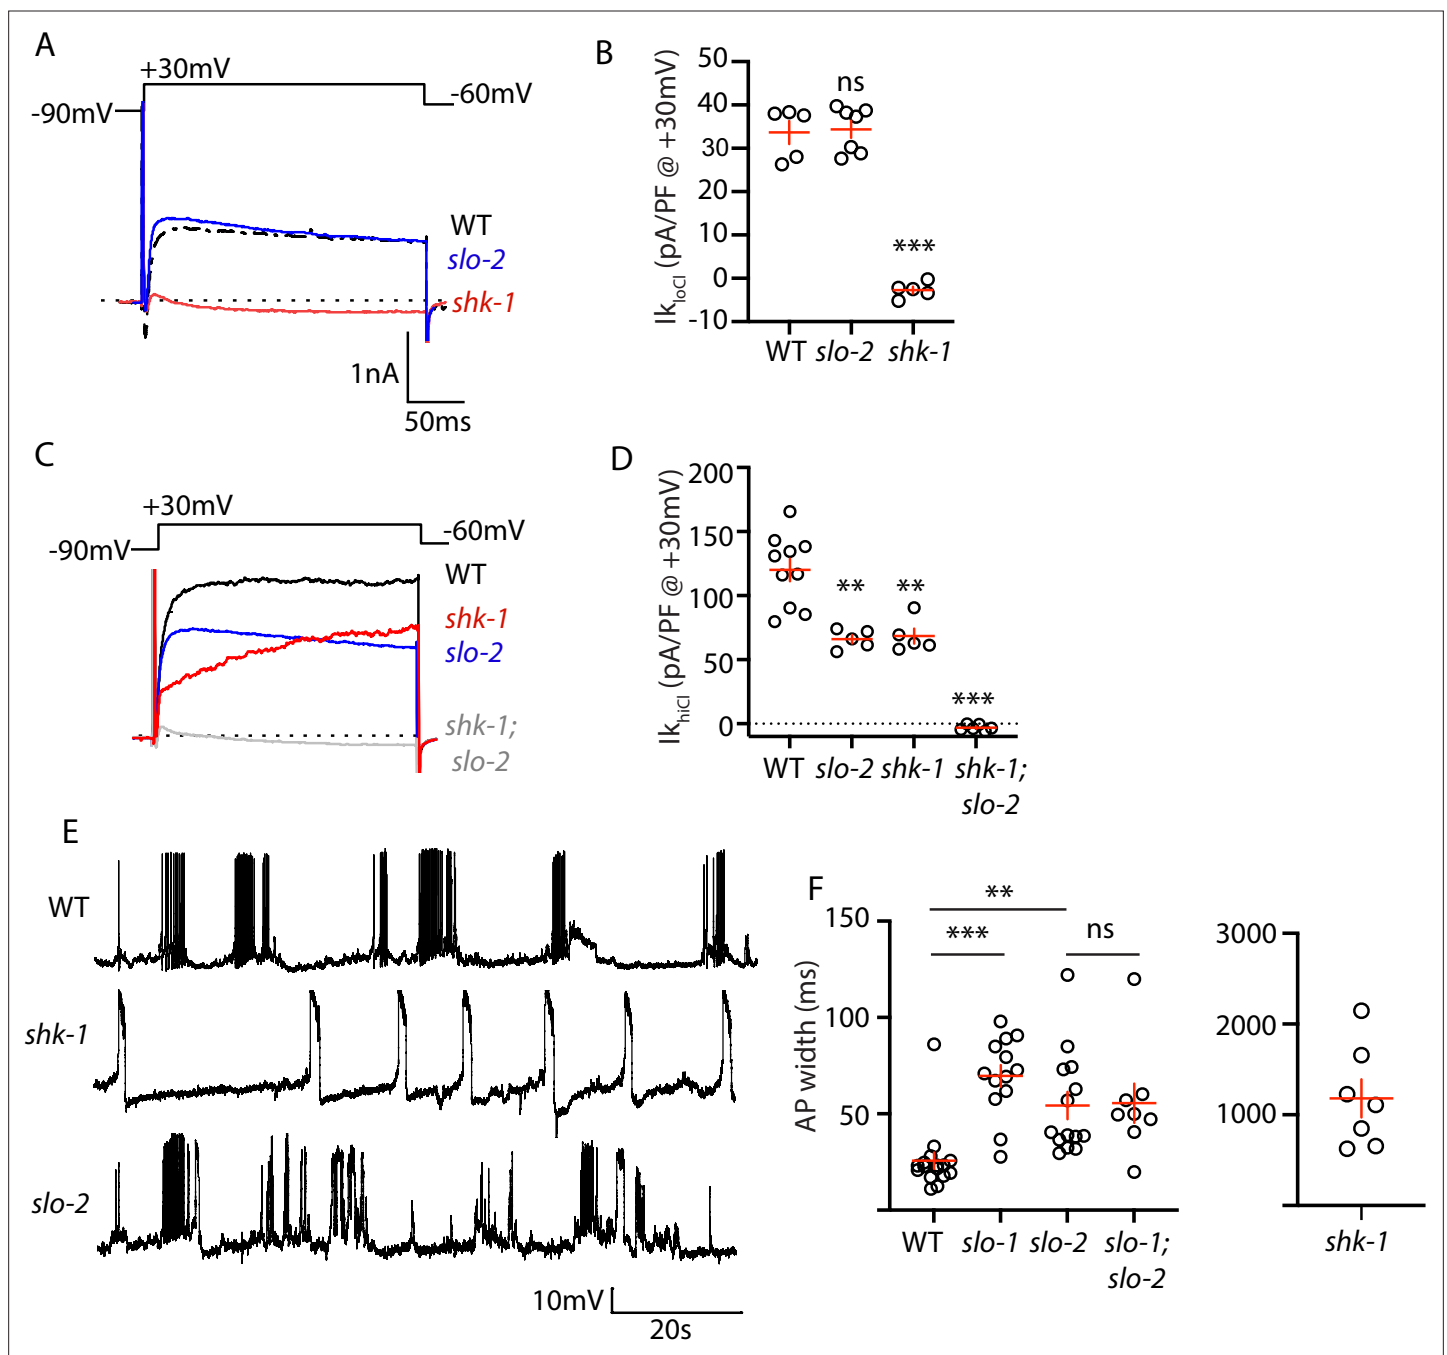 A
+30mV
-90mV
-60mV
WT
slo-2
shk-1
1nA
50ms
B
Ik_loCl (pA/PF @ +30mV)
50
40
30
20
10
0
-10
ns
***
WT slo-2 shk-1
C
+30mV
-90mV
-60mV
WT
shk-1
slo-2
shk-1;
slo-2
D
Ik_hiCl (pA/PF @ +30mV)
200
150
100
50
0
** **
***
WT slo-2 shk-1 shk-1;
slo-2
E
WT
shk-1
slo-2
10mV
20s
F
AP width (ms)
150
100
50
**
***
ns
WT slo-1 slo-2 slo-1;
slo-2
3000
2000
1000
shk-1